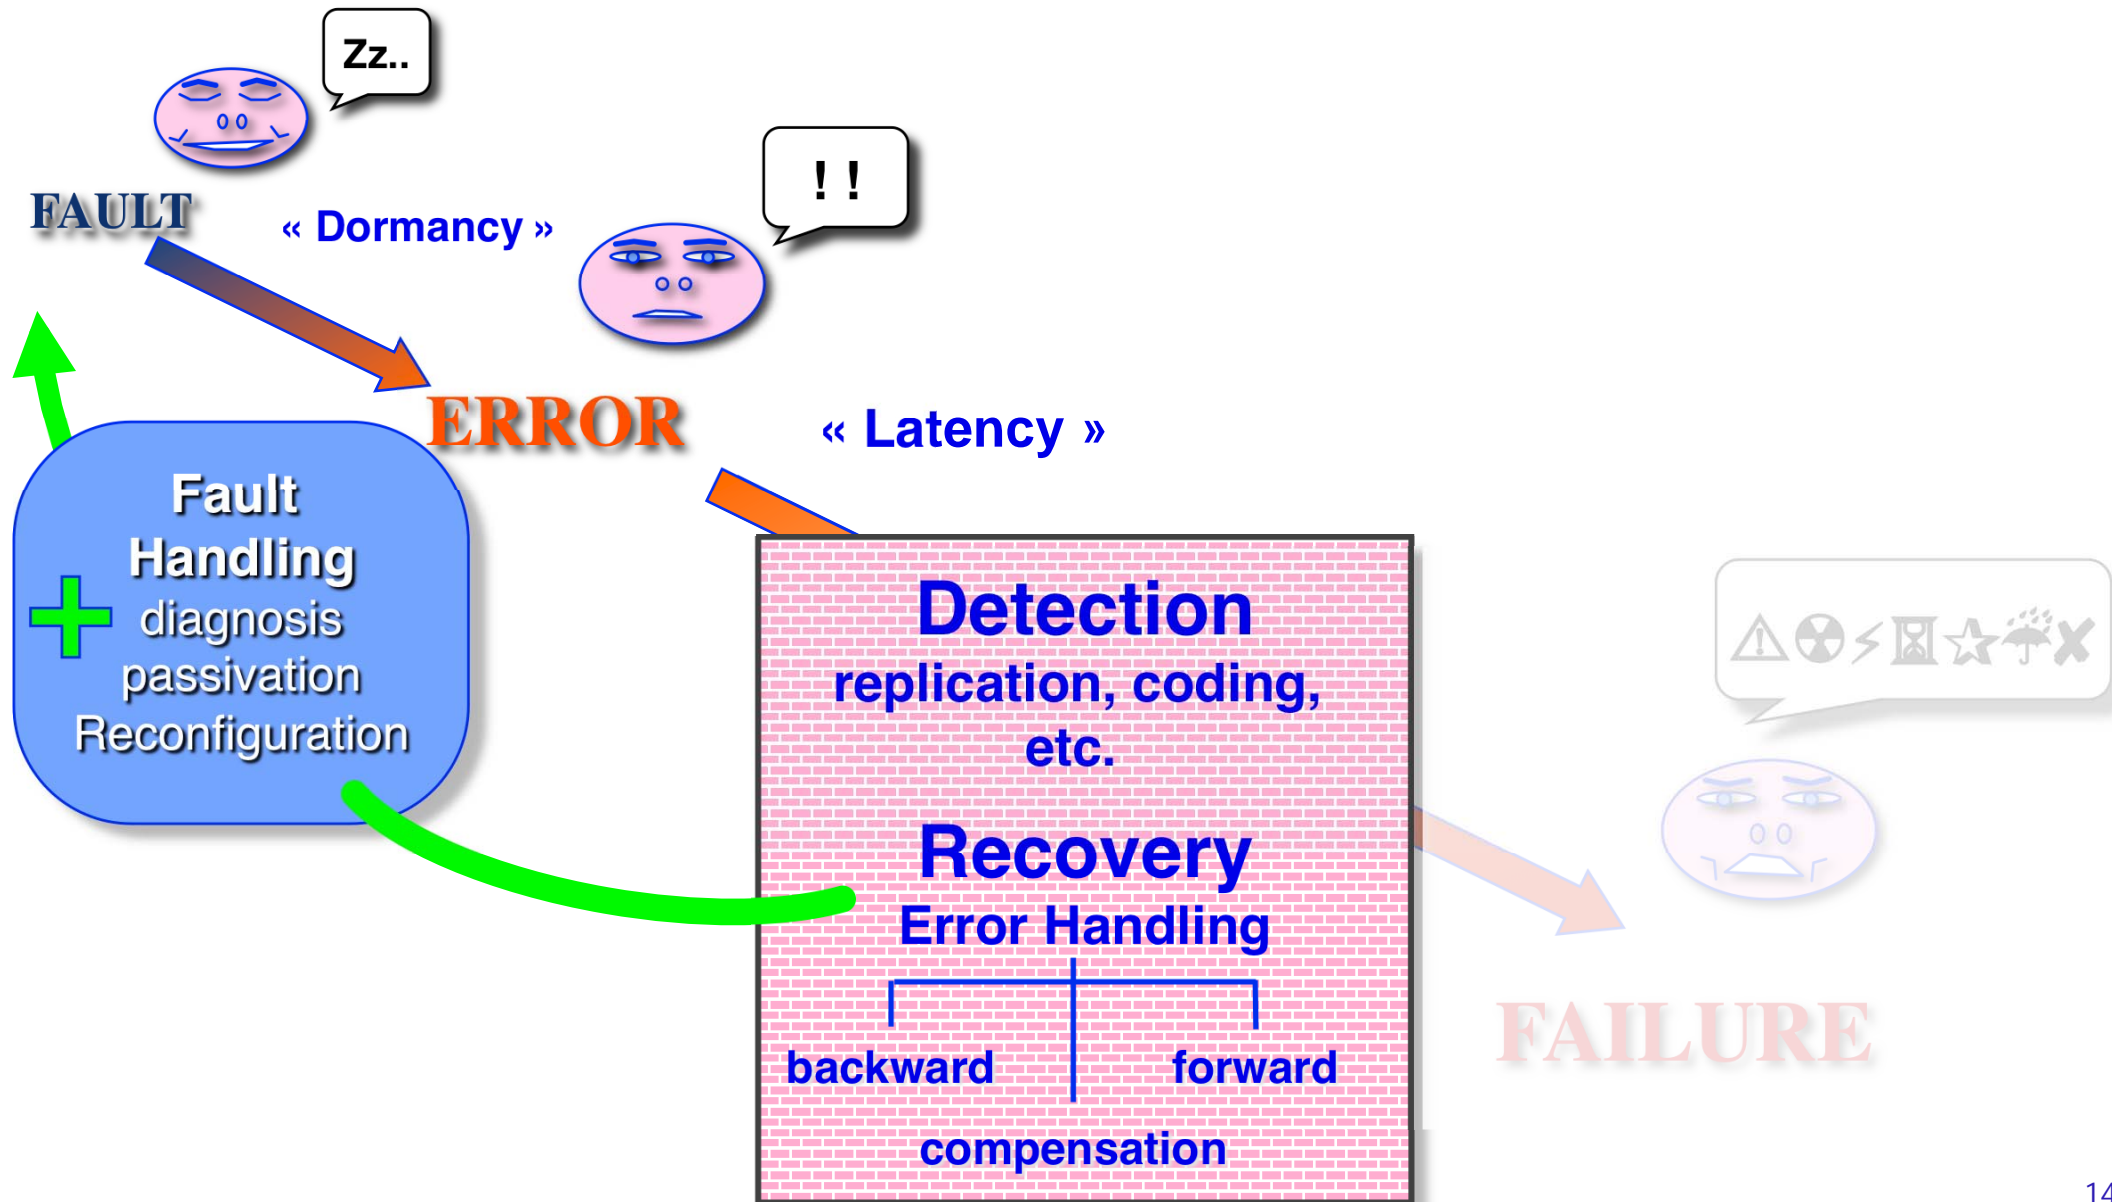 Zz..
! !
FAULT
« Dormancy »
ERROR
« Latency »
Fault
Handling
diagnosis
passivation
Reconfiguration
Detection
replication, coding,
etc.
Recovery
Error Handling
backward
forward
compensation
FAILURE
14